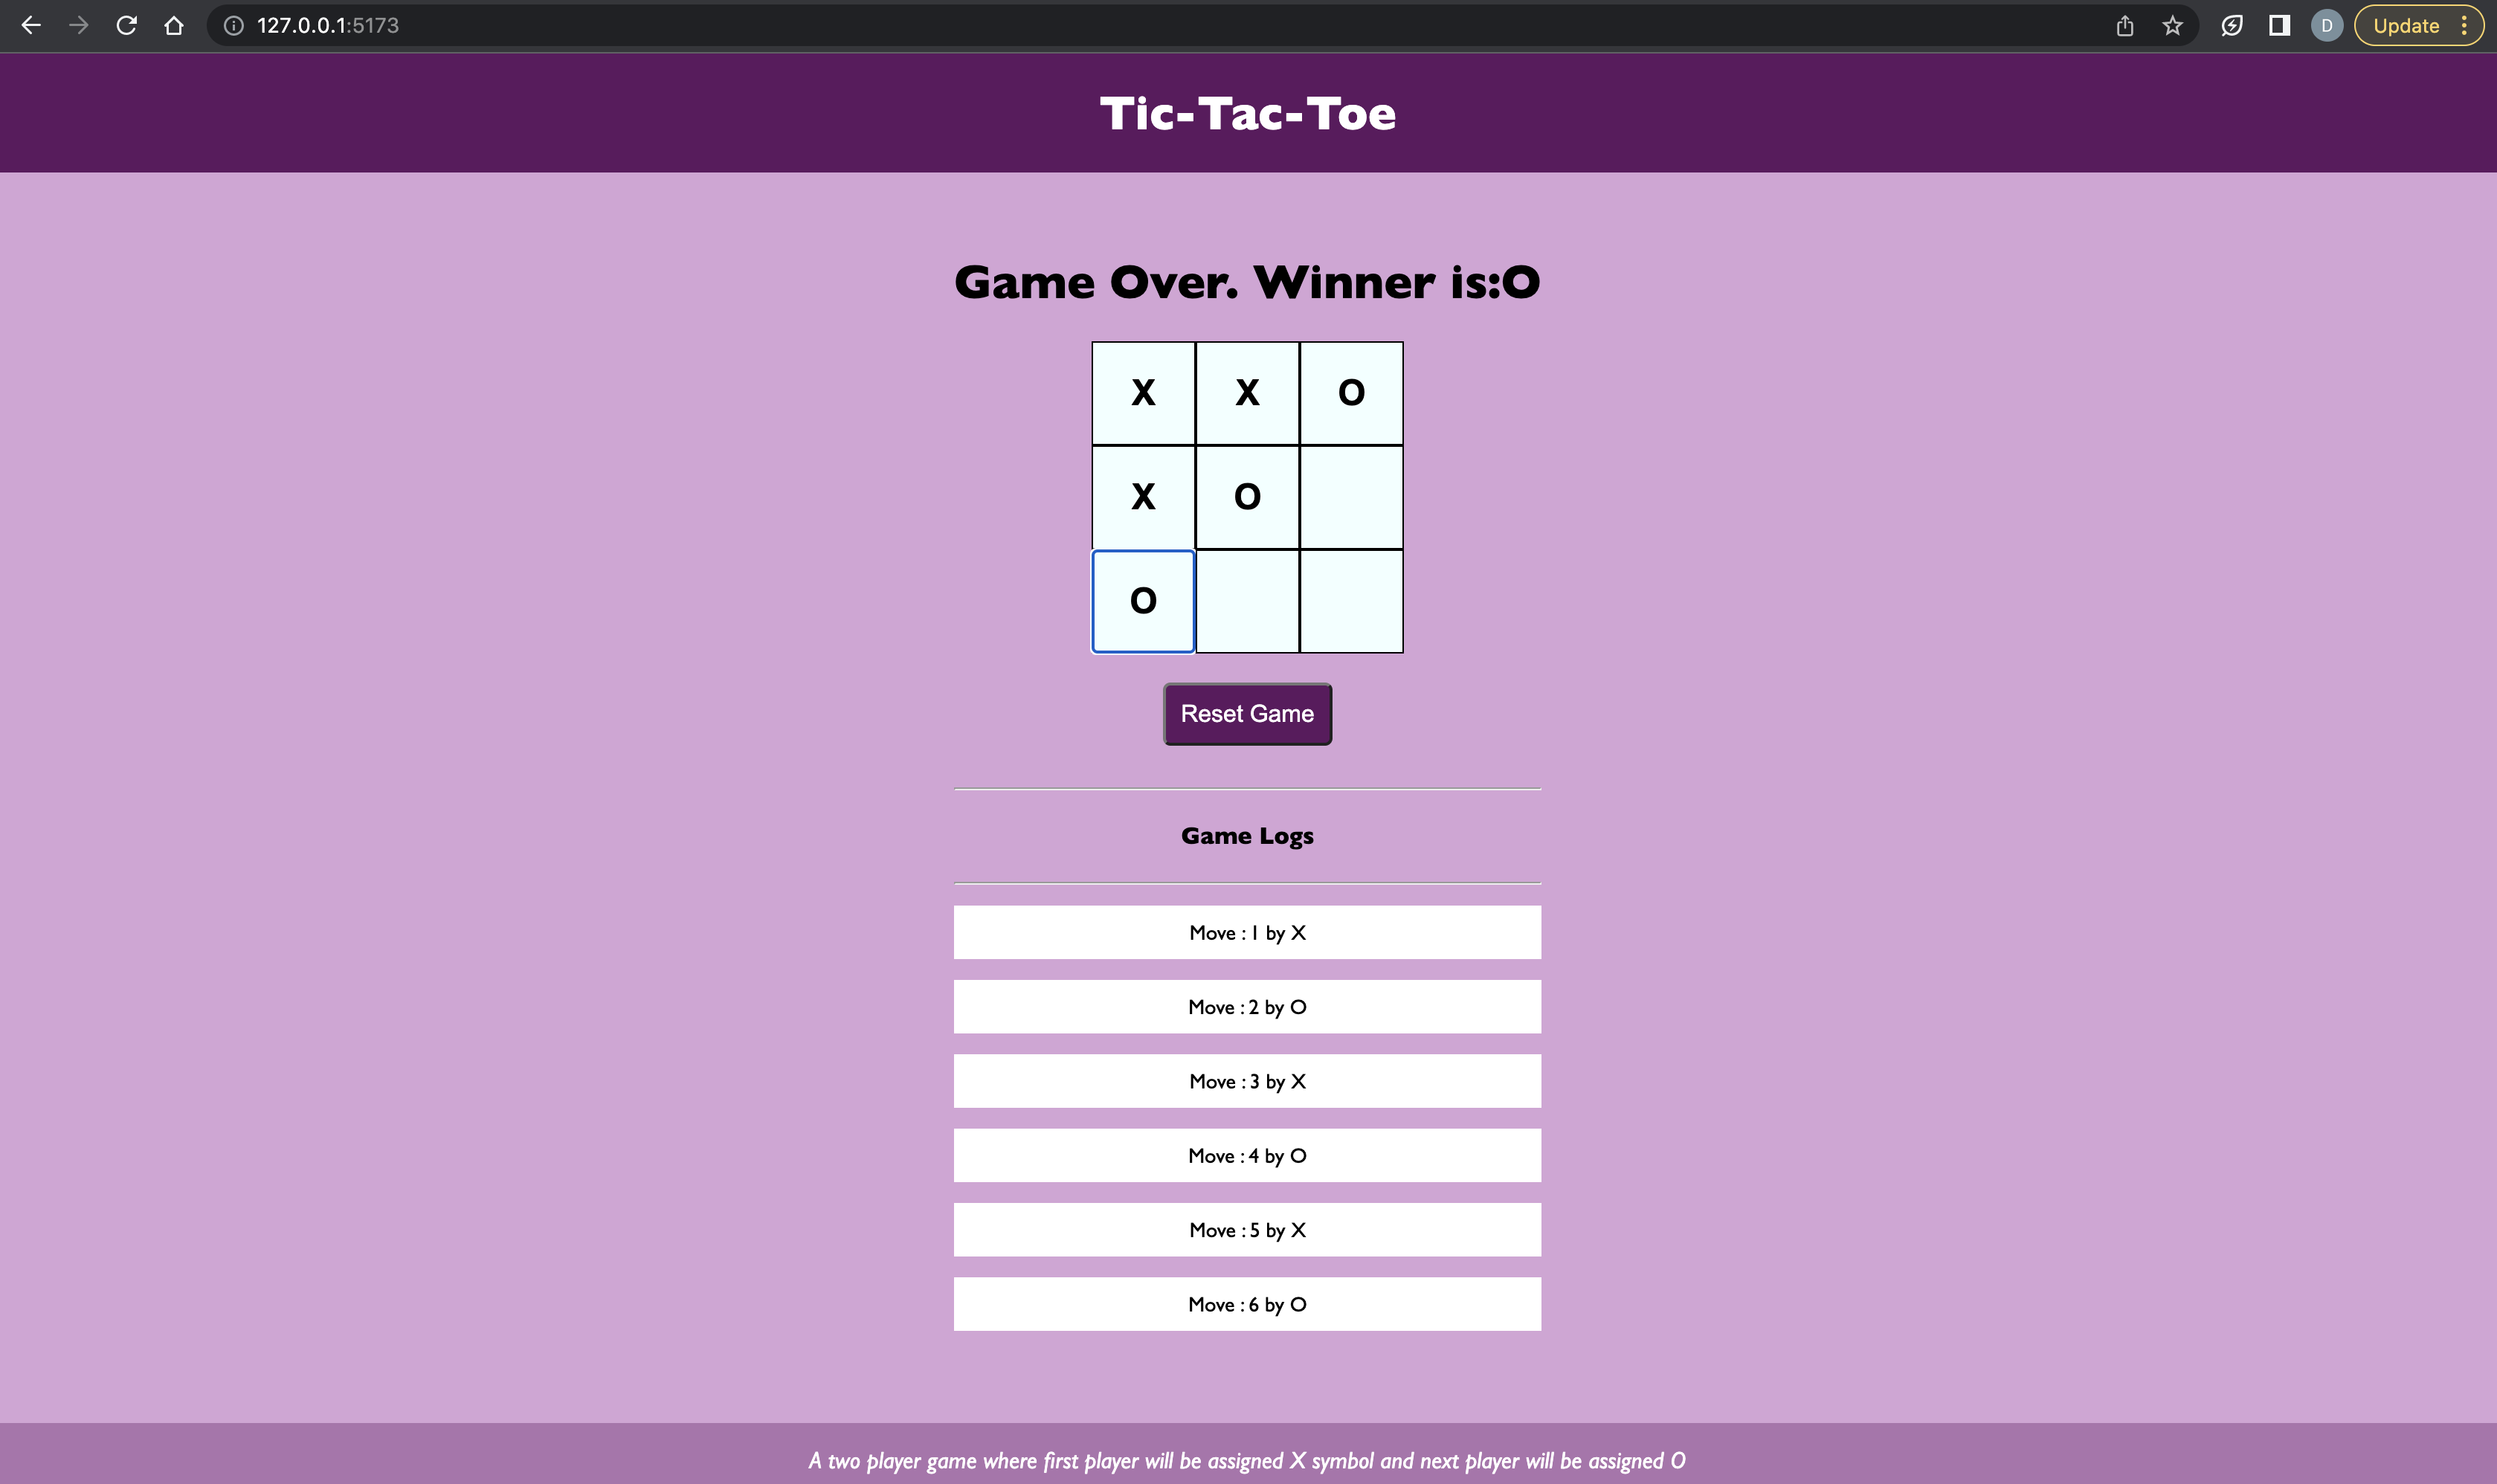 127.0.0.1:5173
D
Update
Tic-Tac-Toe
Game Over. Winner is:O
X X O
X O
O
Reset Game
Game Logs
Move : 1 by X
Move : 2 by O
Move : 3 by X
Move : 4 by O
Move : 5 by X
Move : 6 by O
A two player game where first player will be assigned X symbol and next player will be assigned O